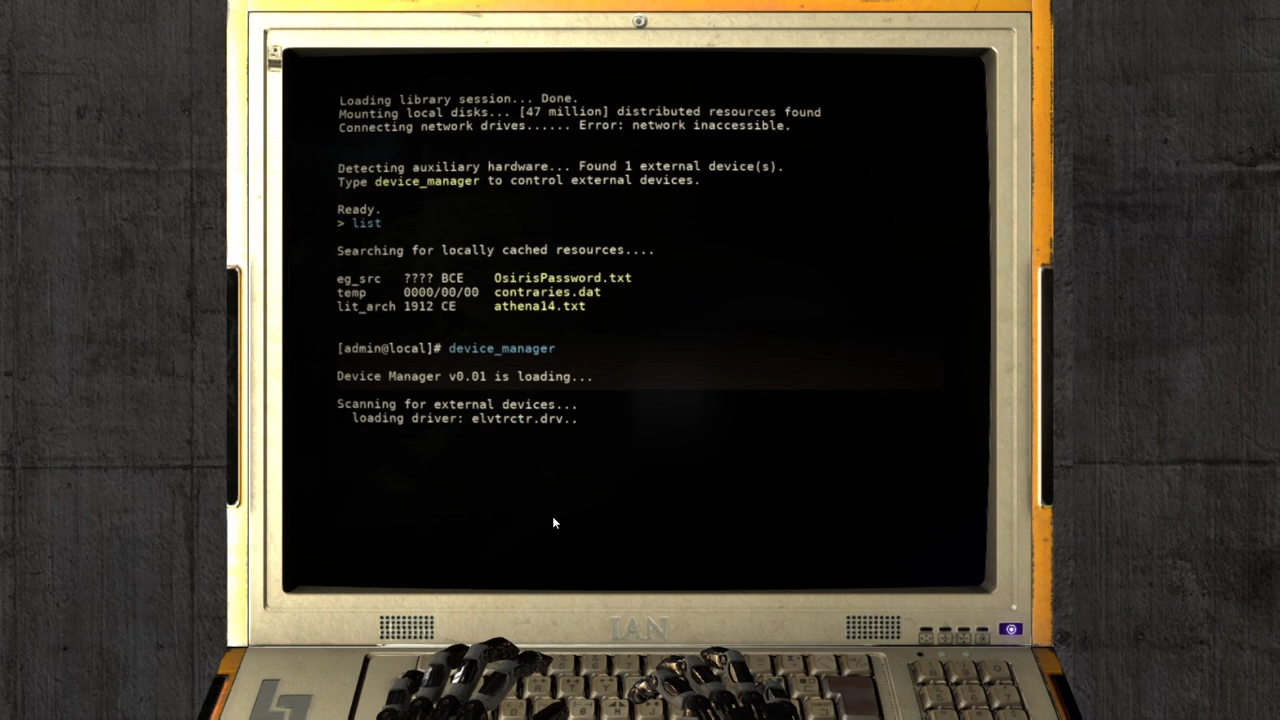 Loading library session... Done.
Mounting local disks... [47 million] distributed resources found
Connecting network drives...... Error: network inaccessible.
Detecting auxiliary hardware... Found 1 external device(s).
Type device_manager to control external devices.
Ready.
> list
Searching for locally cached resources....
eg_src ???? BCE OsirisPassword.txt
temp 0000/00/00 contraries.dat
lit_arch 1912 CE athena14.txt
[admin@local]# device_manager
Device Manager v0.01 is loading...
Scanning for external devices...
loading driver: elvtrctr.drv..
IAN